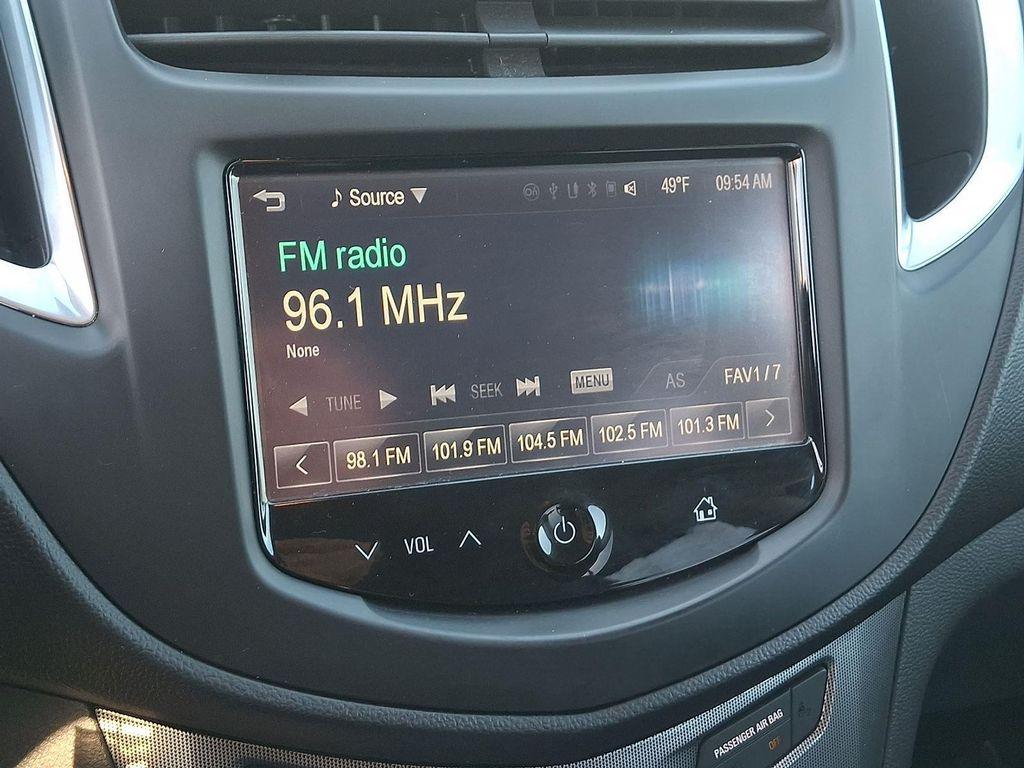 Source 49°F 09:54 AM
FM radio
96.1 MHz
None
TUNE SEEK MENU AS FAV1 / 7
98.1 FM 101.9 FM 104.5 FM 102.5 FM 101.3 FM
VOL
PASSENGER AIR BAG
OFF